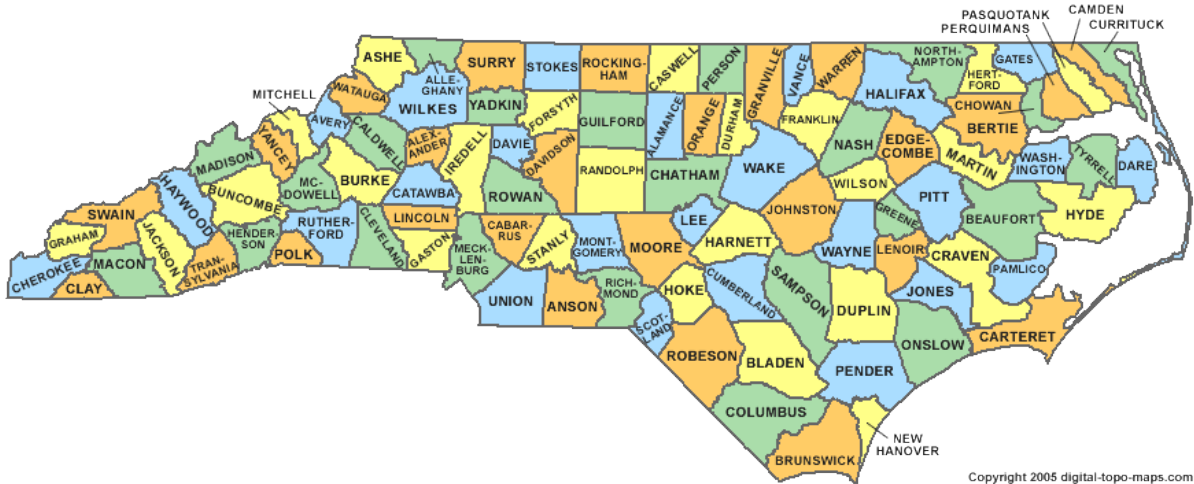 PASQUOTANK
PERQUIMANS
CAMDEN
CURRITUCK
ASHE
ALLE-
GHANY
SURRY
STOKES
ROCKING-
HAM
CASWELL
PERSON
GRANVILLE
VANCE
WARREN
NORTH-
AMPTON
HERT-
FORD
GATES
MITCHELL
WATAUGA
WILKES
YADKIN
FORSYTH
GUILFORD
ALAMANCE
ORANGE
DURHAM
FRANKLIN
HALIFAX
CHOWAN
BERTIE
AVERY
CALDWELL
ALEX-
ANDER
IREDELL
DAVIE
DAVIDSON
RANDOLPH
CHATHAM
WAKE
NASH
EDGE-
COMBE
MARTIN
WASH-
INGTON
TYRRELL
DARE
YANCEY
MADISON
HAYWOOD
BUNCOMBE
MC-
DOWELL
BURKE
CATAWBA
ROWAN
WILSON
PITT
BEAUFORT
HYDE
SWAIN
GRAHAM
JACKSON
HENDER-
SON
RUTHER-
FORD
CLEVELAND
LINCOLN
GASTON
CABAR-
RUS
STANLY
MONT-
GOMERY
MOORE
LEE
HARNETT
JOHNSTON
WAYNE
GREENE
LENOIR
CRAVEN
PAMLICO
CHEROKEE
CLAY
MACON
TRAN-
SYLVANIA
POLK
MECK-
LEN-
BURG
UNION
ANSON
RICH-
MOND
SCOT-
LAND
HOKE
CUMBERLAND
SAMPSON
DUPLIN
JONES
ONSLOW
CARTERET
ROBESON
BLADEN
PENDER
COLUMBUS
BRUNSWICK
NEW
HANOVER
Copyright 2005 digital-topo-maps.com